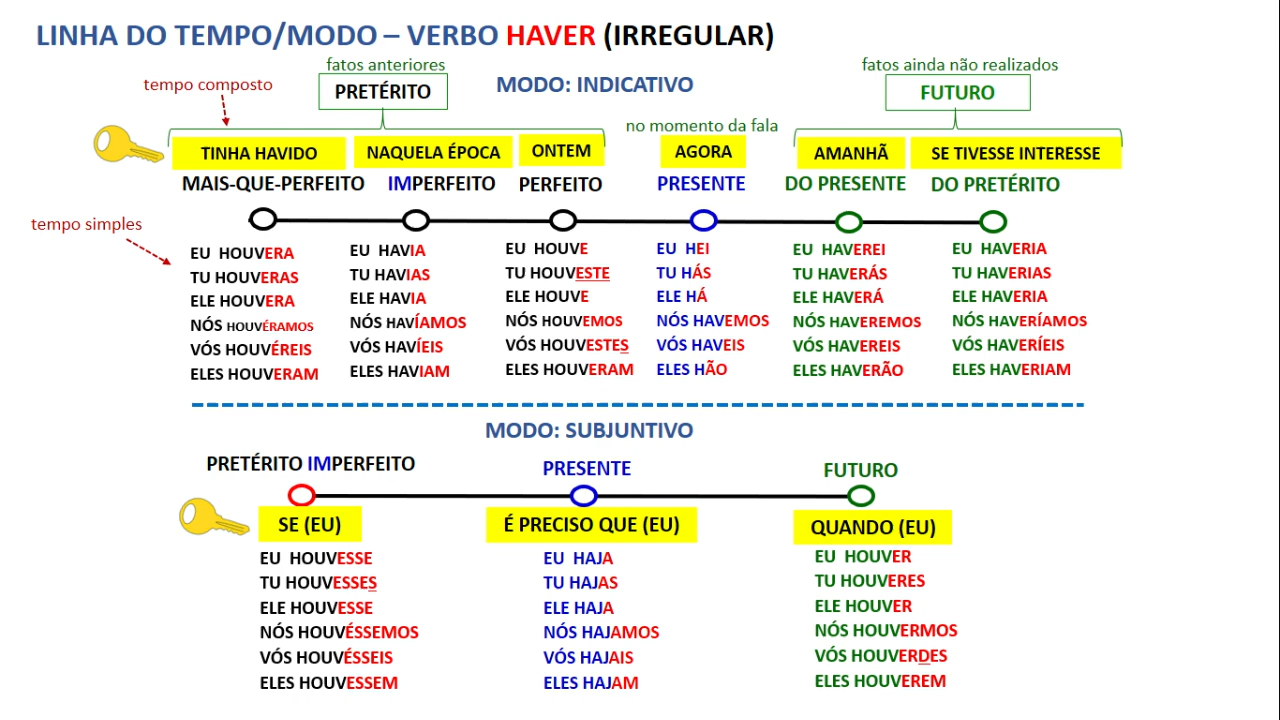 LINHA DO TEMPO/MODO – VERBO HAVER (IRREGULAR)
fatos anteriores
fatos ainda não realizados
tempo composto
PRETÉRITO
MODO: INDICATIVO
FUTURO
no momento da fala
TINHA HAVIDO
NAQUELA ÉPOCA
ONTEM
AGORA
AMANHÃ
SE TIVESSE INTERESSE
MAIS-QUE-PERFEITO
IMPERFEITO
PERFEITO
PRESENTE
DO PRESENTE
DO PRETÉRITO
tempo simples
EU HOUVERA
TU HOUVERAS
ELE HOUVERA
NÓS HOUVÉRAMOS
VÓS HOUVÉREIS
ELES HOUVERAM
EU HAVIA
TU HAVIAS
ELE HAVIA
NÓS HAVÍAMOS
VÓS HAVÍEIS
ELES HAVIAM
EU HOUVE
TU HOUVESTE
ELE HOUVE
NÓS HOUVEMOS
VÓS HOUVESTES
ELES HOUVERAM
EU HEI
TU HÁS
ELE HÁ
NÓS HAVEMOS
VÓS HAVEIS
ELES HÃO
EU HAVEREI
TU HAVERÁS
ELE HAVERÁ
NÓS HAVEREMOS
VÓS HAVEREIS
ELES HAVERÃO
EU HAVERIA
TU HAVERIAS
ELE HAVERIA
NÓS HAVERÍAMOS
VÓS HAVERÍEIS
ELES HAVERIAM
MODO: SUBJUNTIVO
PRETÉRITO IMPERFEITO
PRESENTE
FUTURO
SE (EU)
É PRECISO QUE (EU)
QUANDO (EU)
EU HOUVESSE
TU HOUVESSES
ELE HOUVESSE
NÓS HOUVÉSSEMOS
VÓS HOUVÉSSEIS
ELES HOUVESSEM
EU HAJA
TU HAJAS
ELE HAJA
NÓS HAJAMOS
VÓS HAJAIS
ELES HAJAM
EU HOUVER
TU HOUVERES
ELE HOUVER
NÓS HOUVERMOS
VÓS HOUVERDES
ELES HOUVEREM